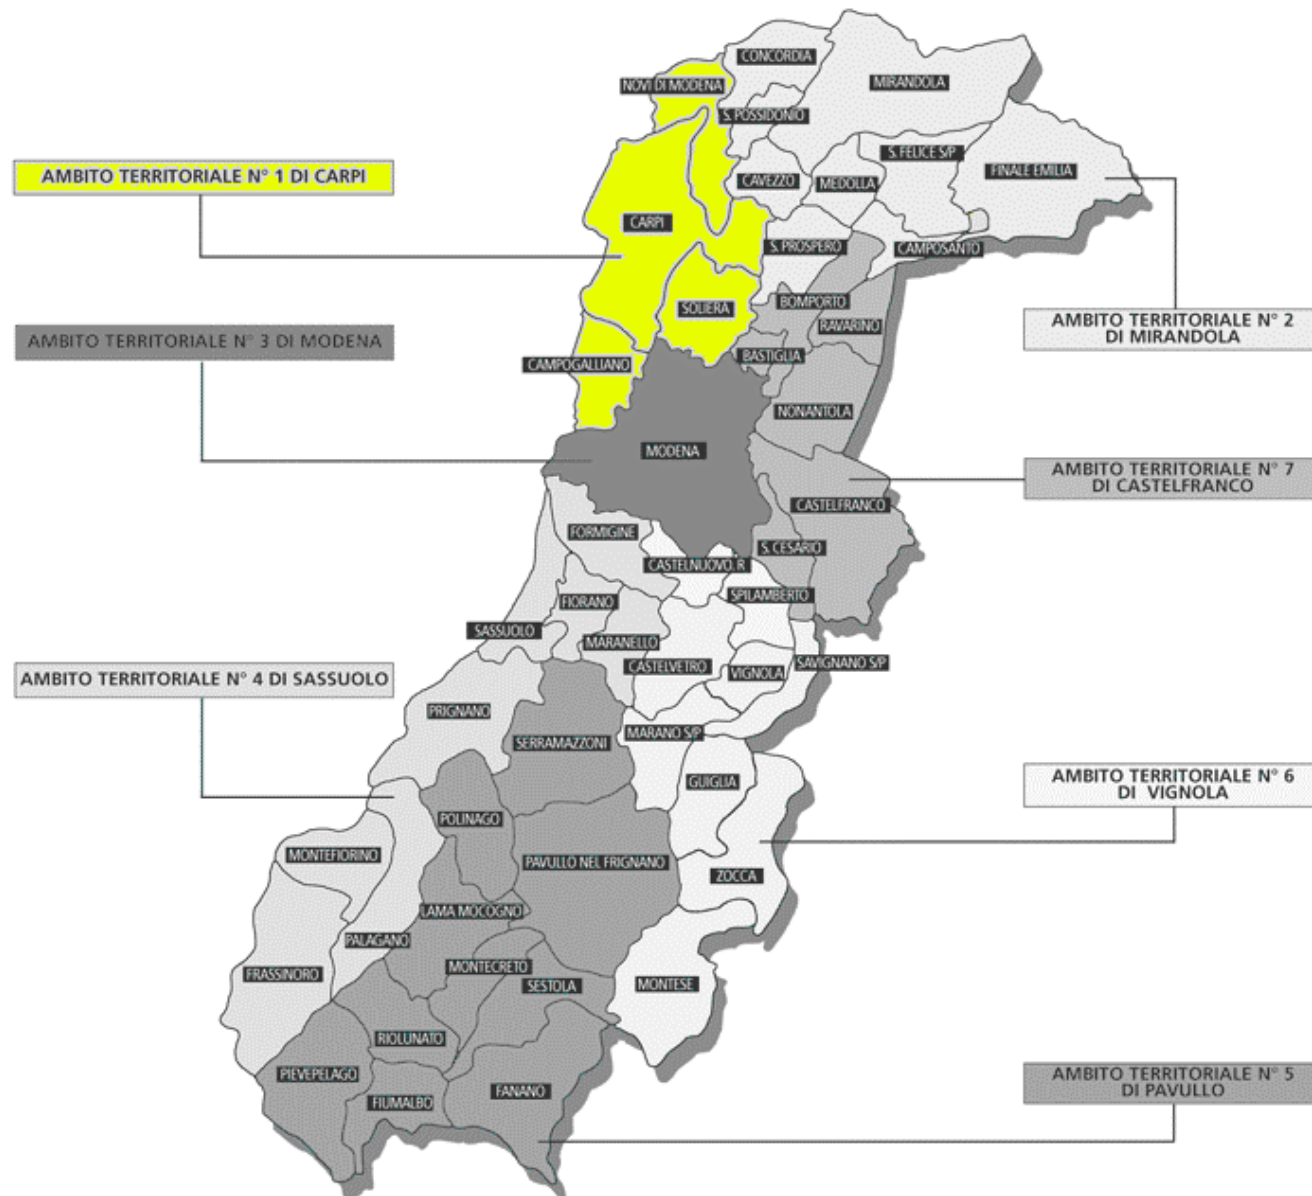 CONCORDIA
MIRANDOLA
NOVI DI MODENA
S. POSSIDONIO
S. FELICE S/P
FINALE EMILIA
AMBITO TERRITORIALE N° 1 DI CARPI
CAVEZZO
MEDOLLA
CARPI
S. PROSPERO
CAMPOSANTO
BOMPORTO
SOLIERA
RAVARINO
AMBITO TERRITORIALE N° 2
DI MIRANDOLA
AMBITO TERRITORIALE N° 3 DI MODENA
BASTIGLIA
CAMPOGALLIANO
NONANTOLA
MODENA
AMBITO TERRITORIALE N° 7
DI CASTELFRANCO
CASTELFRANCO
FORMIGINE
S. CESARIO
CASTELNUOVO. R
SPILAMBERTO
FIORANO
SASSUOLO
MARANELLO
CASTELVETRO
VIGNOLA
SAVIGNANO S/P
AMBITO TERRITORIALE N° 4 DI SASSUOLO
PRIGNANO
MARANO S/P
SERRAMAZZONI
GUIGLIA
AMBITO TERRITORIALE N° 6
DI VIGNOLA
POLINAGO
MONTEFIORINO
PAVULLO NEL FRIGNANO
ZOCCA
LAMA MOCOGNO
PALAGANO
MONTECRETO
FRASSINORO
SESTOLA
MONTESE
RIOLUNATO
PIEVEPELAGO
FANANO
FIUMALBO
AMBITO TERRITORIALE N° 5
DI PAVULLO